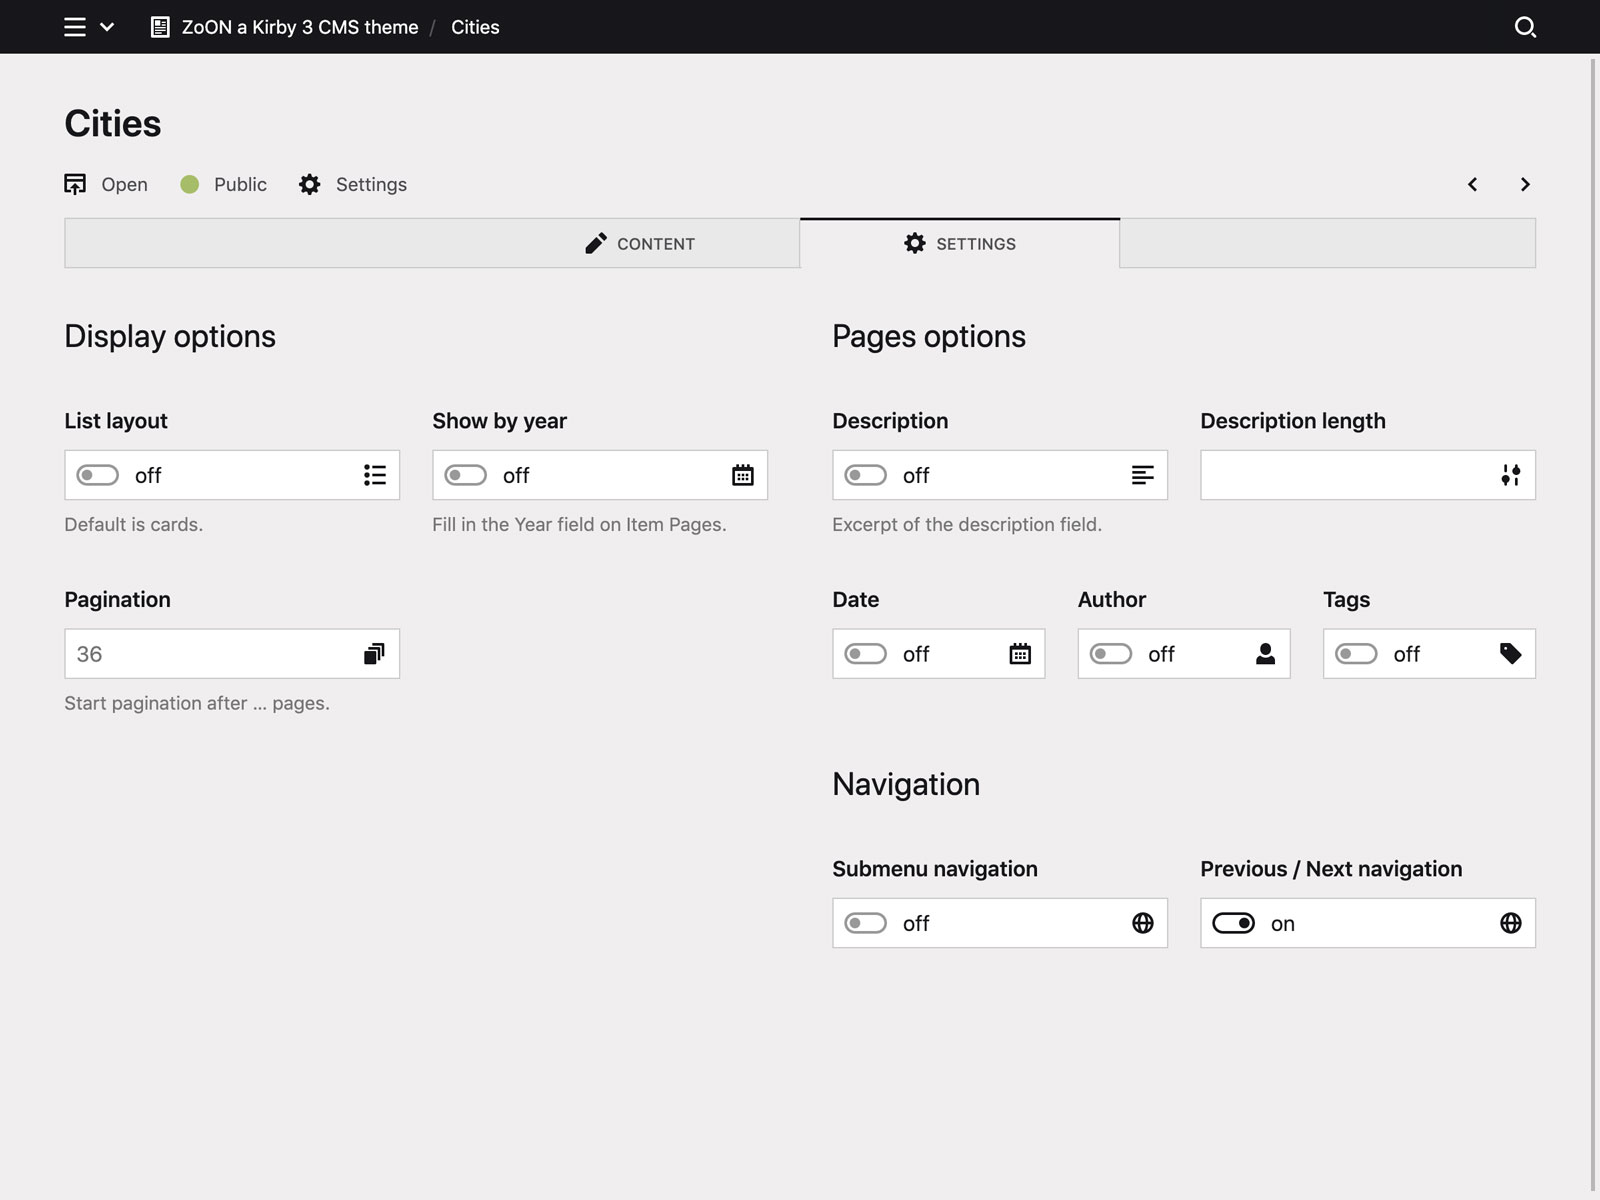 ZoON a Kirby 3 CMS theme / Cities
Cities
Open Public Settings
CONTENT SETTINGS
Display options
List layout Show by year
off off
Default is cards. Fill in the Year field on Item Pages.
Pagination
36
Start pagination after ... pages.
Pages options
Description Description length
off
Excerpt of the description field.
Date Author Tags
off off off
Navigation
Submenu navigation Previous / Next navigation
off on